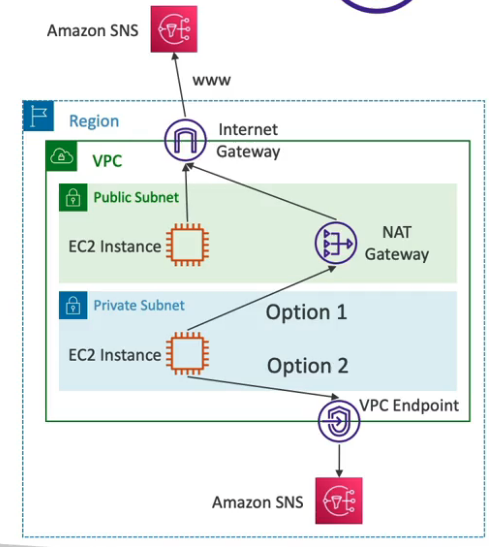 Amazon SNS
www
Region
Internet
Gateway
VPC
Public Subnet
EC2 Instance
NAT
Gateway
Private Subnet
Option 1
EC2 Instance
Option 2
VPC Endpoint
Amazon SNS